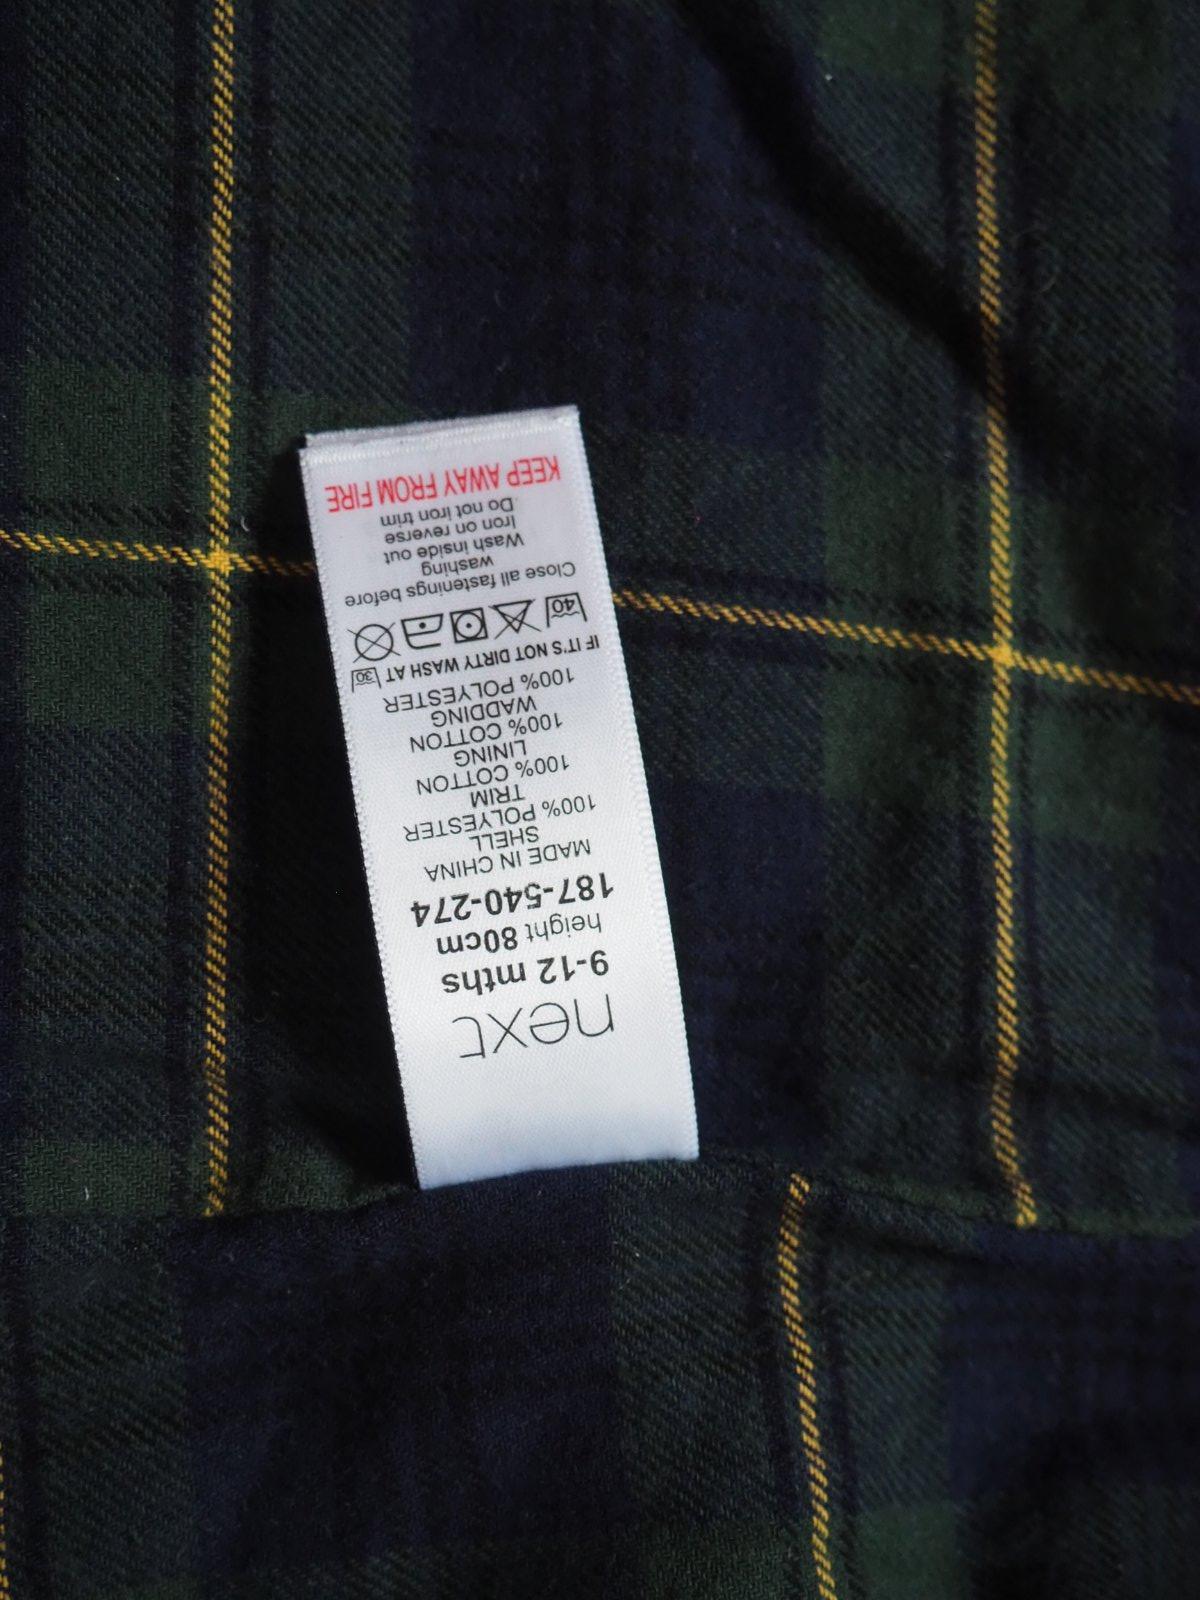 next
9-12 mths
height 80cm
187-540-274
MADE IN CHINA
SHELL
100% POLYESTER
TRIM
100% COTTON
LINING
100% COTTON
WADDING
100% POLYESTER
IF IT'S NOT DIRTY WASH AT 30
40
Close all fastenings before
washing
Wash inside out
Iron on reverse
Do not iron trim
KEEP AWAY FROM FIRE